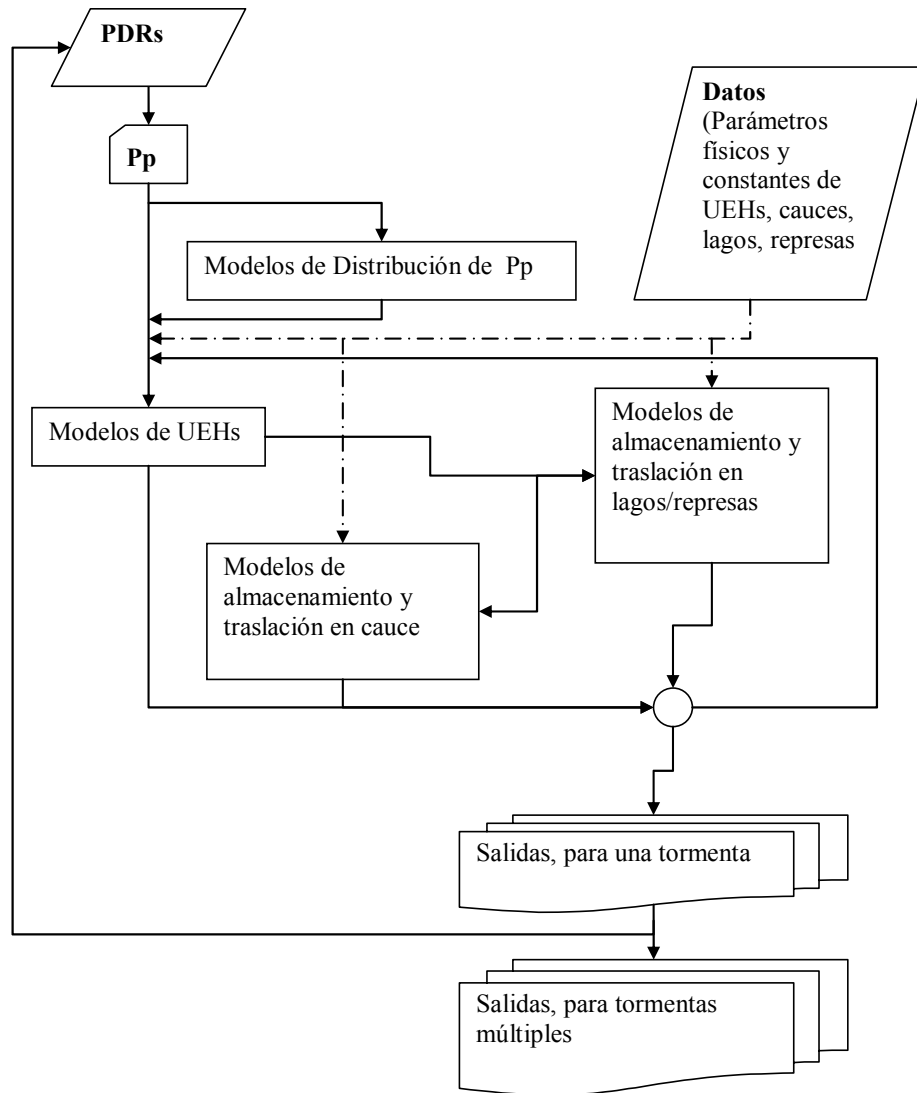 PDRs
Datos
(Parámetros
físicos y
constantes de
UEHs, cauces,
lagos, represas
Pp
Modelos de Distribución de Pp
Modelos de UEHs
Modelos de
almacenamiento y
traslación en
lagos/represas
Modelos de
almacenamiento y
traslación en cauce
Salidas, para una tormenta
Salidas, para tormentas
múltiples